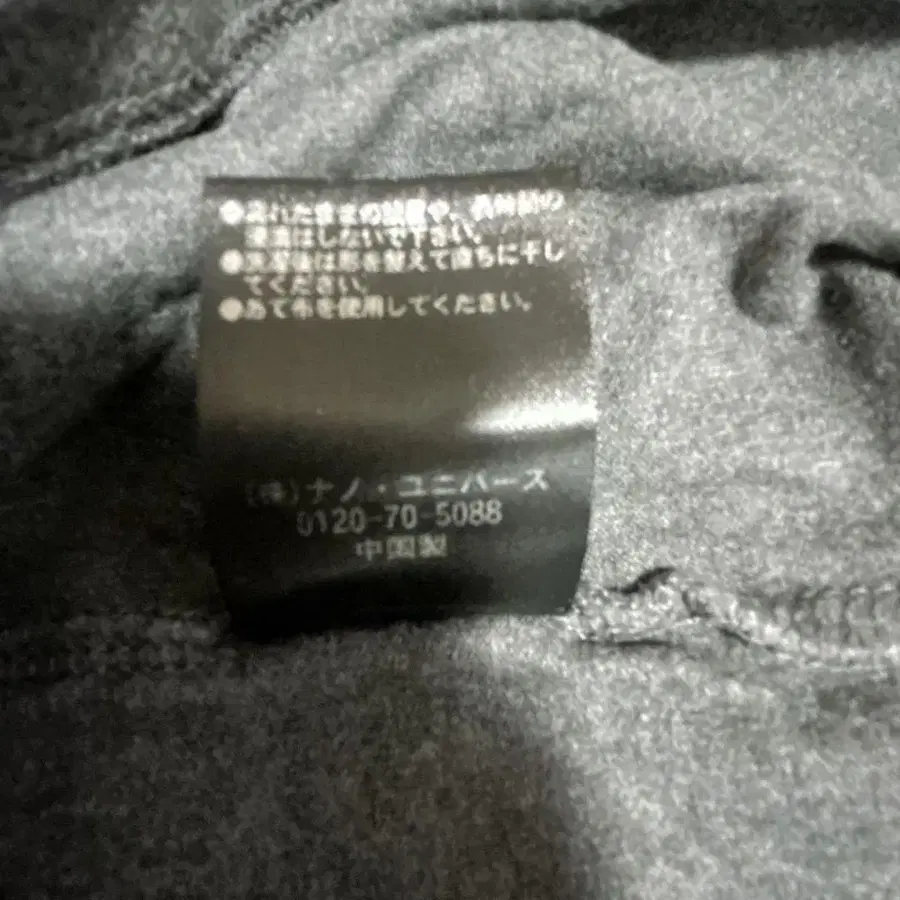 ●濡れたままの放置や、長時間の
浸漬はしないで下さい。
●洗濯後は形を整えて直ちに干し
てください。
●あて布を使用してください。
(株)ナノ・ユニバース
0120-70-5088
中国製